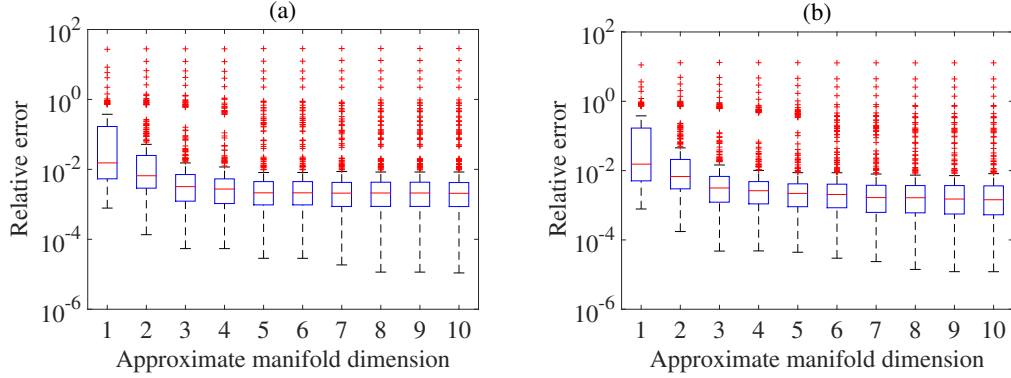 (a)
Relative error
10^2
10^0
10^-2
10^-4
10^-6
1 2 3 4 5 6 7 8 9 10
Approximate manifold dimension
(b)
Relative error
10^2
10^0
10^-2
10^-4
10^-6
1 2 3 4 5 6 7 8 9 10
Approximate manifold dimension